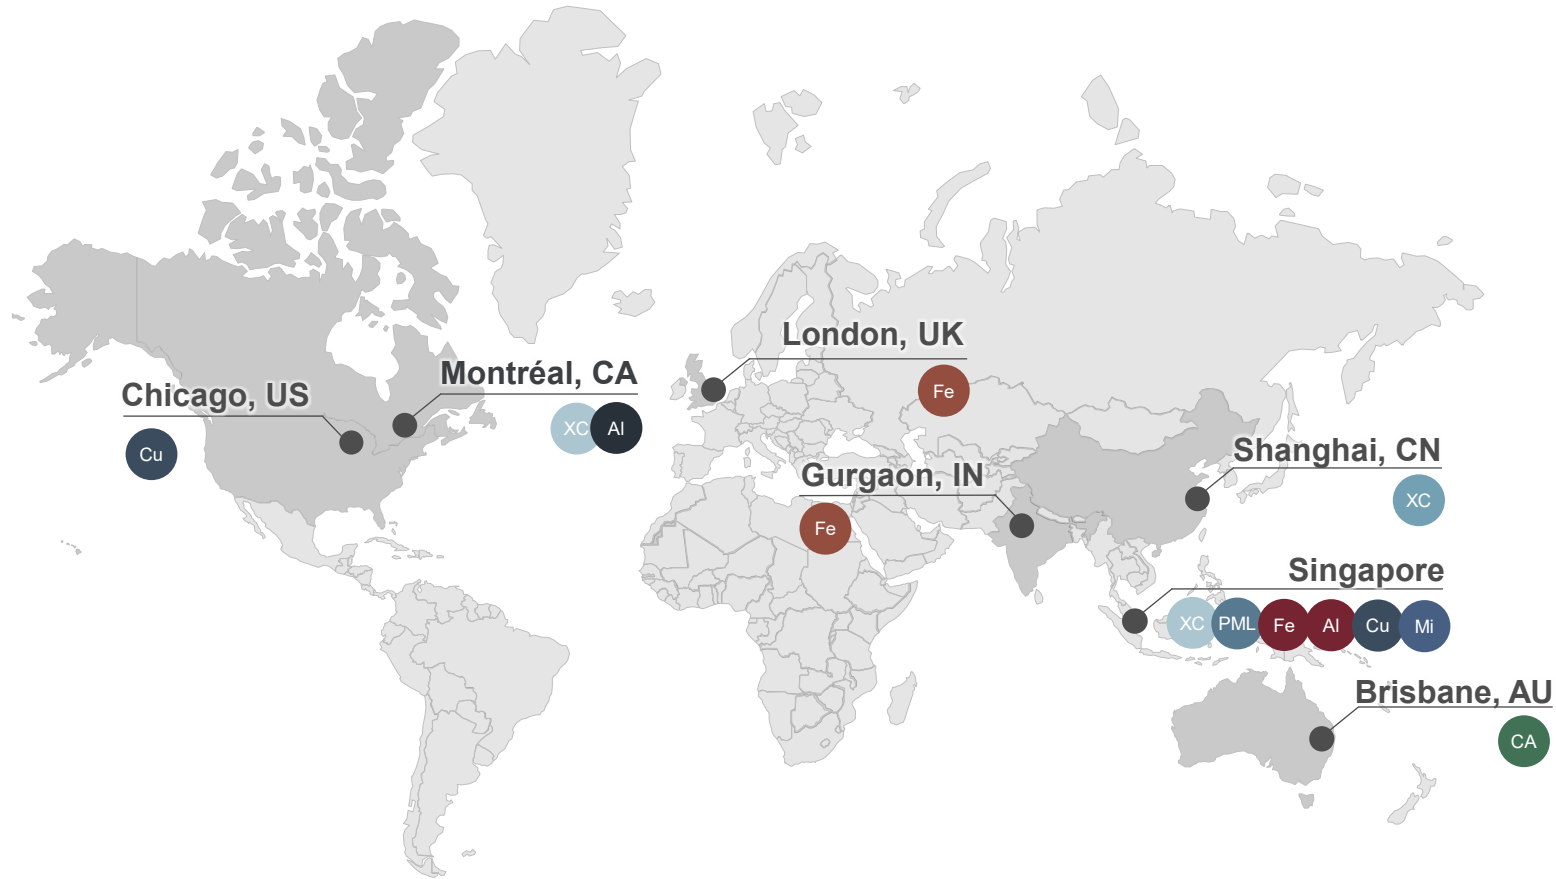 London, UK
Fe
Montréal, CA
XC Al
Chicago, US
Cu
Shanghai, CN
XC
Gurgaon, IN
Fe
Singapore
XC PML Fe Al Cu Mi
Brisbane, AU
CA